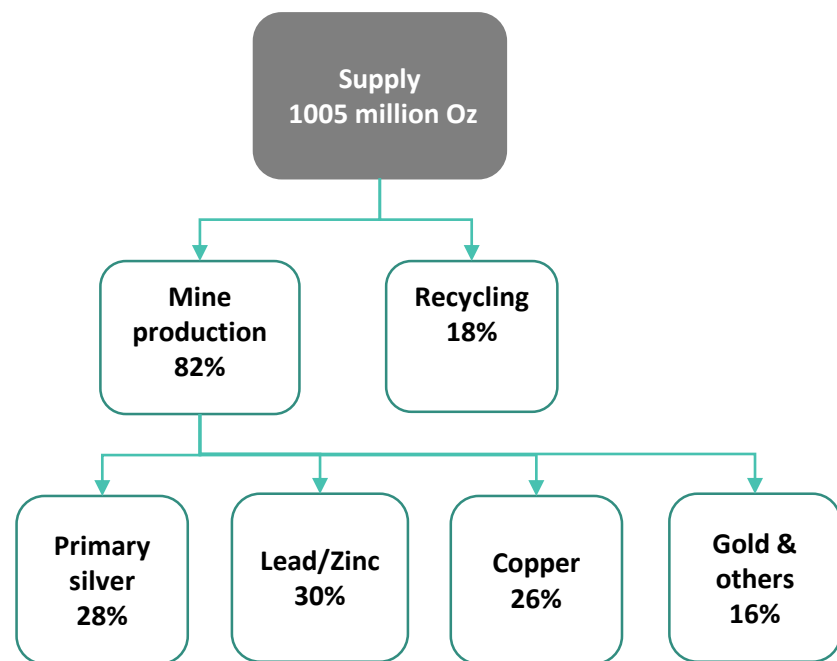 Supply
1005 million Oz
Mine
production
82%
Recycling
18%
Primary
silver
28%
Lead/Zinc
30%
Copper
26%
Gold &
others
16%